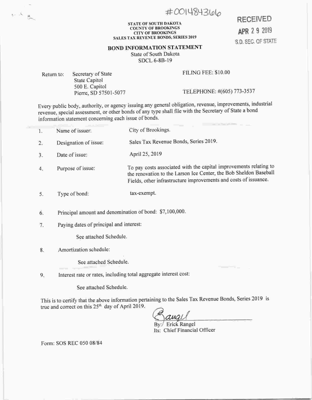 #001484366
RECEIVED
APR 29 2019
S.D. SEC. OF STATE
STATE OF SOUTH DAKOTA
COUNTY OF BROOKINGS
CITY OF BROOKINGS
SALES TAX REVENUE BONDS, SERIES 2019
BOND INFORMATION STATEMENT
State of South Dakota
SDCL 6-8B-19
Return to: Secretary of State FILING FEE: $10.00
State Capitol
500 E. Capitol
Pierre, SD 57501-5077 TELEPHONE: #(605) 773-3537
Every public body, authority, or agency issuing any general obligation, revenue, improvements, industrial
revenue, special assessment, or other bonds of any type shall file with the Secretary of State a bond
information statement concerning each issue of bonds.
1. Name of issuer: City of Brookings.
2. Designation of issue: Sales Tax Revenue Bonds, Series 2019.
3. Date of issue: April 25, 2019
4. Purpose of issue: To pay costs associated with the capital improvements relating to
the renovation to the Larson Ice Center, the Bob Shelden Baseball
Fields, other infrastructure improvements and costs of issuance.
5. Type of bond: tax-exempt.
6. Principal amount and denomination of bond: $7,100,000.
7. Paying dates of principal and interest:
See attached Schedule.
8. Amortization schedule:
See attached Schedule.
9. Interest rate or rates, including total aggregate interest cost:
See attached Schedule.
This is to certify that the above information pertaining to the Sales Tax Revenue Bonds, Series 2019 is
true and correct on this 25th day of April 2019.
Rangel
By: Erick Rangel
Its: Chief Financial Officer
Form: SOS REC 050 08/84